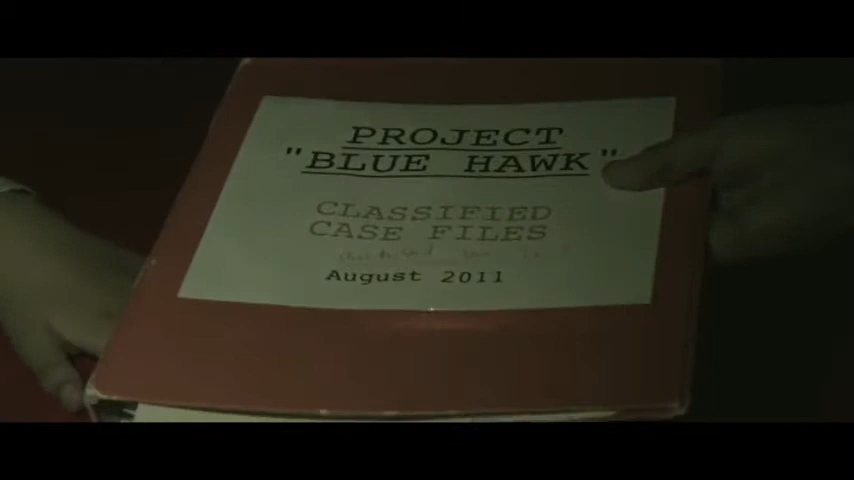 PROJECT
"BLUE HAWK"
CLASSIFIED
CASE FILES
August 2011